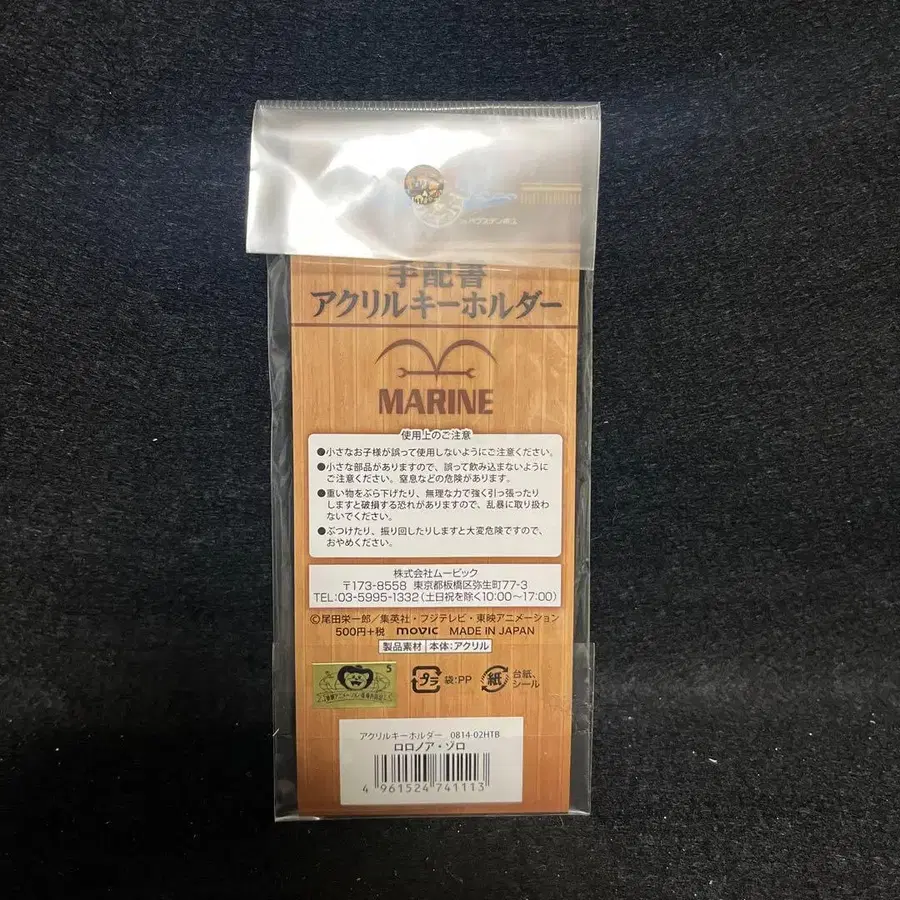 手配書
アクリルキーホルダー
MARINE
使用上のご注意
●小さなお子様が誤って使用しないようにご注意ください。
●小さな部品がありますので、誤って飲み込まないように
ご注意ください。窒息などの危険があります。
●重い物をぶら下げたり、無理な力で強く引っ張ったり
しますと破損する恐れがありますので、乱暴に取り扱わ
ないでください。
●ぶつけたり、振り回したりしますと大変危険ですので、
おやめください。
株式会社ムービック
〒173-8558 東京都板橋区弥生町77-3
TEL:03-5995-1332(土日祝を除く10:00〜17:00)
©尾田栄一郎/集英社・フジテレビ・東映アニメーション
500円+税 movic MADE IN JAPAN
製品素材 本体:アクリル
S
プラ 袋:PP 紙 台紙、
シール
アクリルキーホルダー 0814-02HTB
ロロノア・ゾロ
4 961524 741113